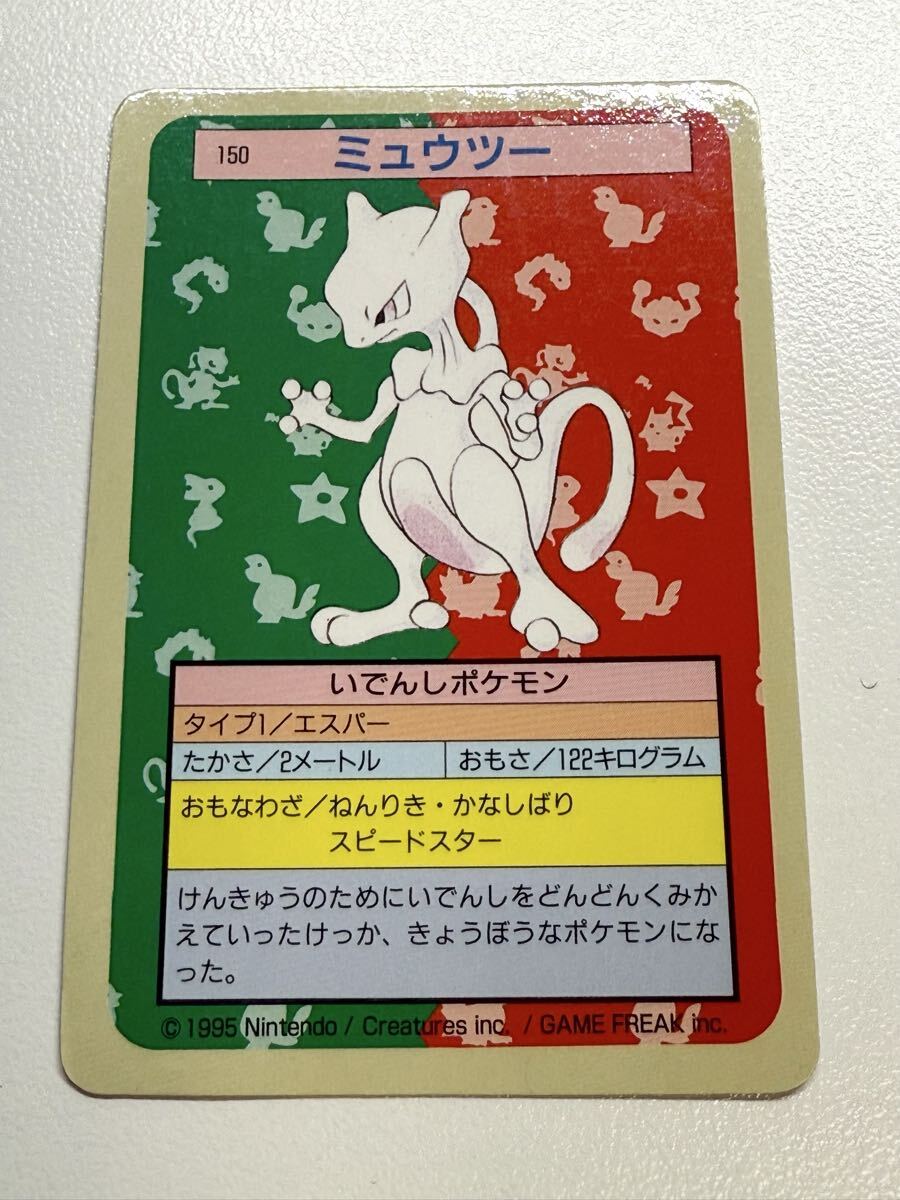 150 ミュウツー
いでんしポケモン
タイプ1／エスパー
たかさ／2メートル おもさ／122キログラム
おもなわざ／ねんりき・かなしばり
スピードスター
けんきゅうのためにいでんしをどんどんくみか
えていったけっか、きょうぼうなポケモンにな
った。
© 1995 Nintendo / Creatures inc. / GAME FREAK inc.